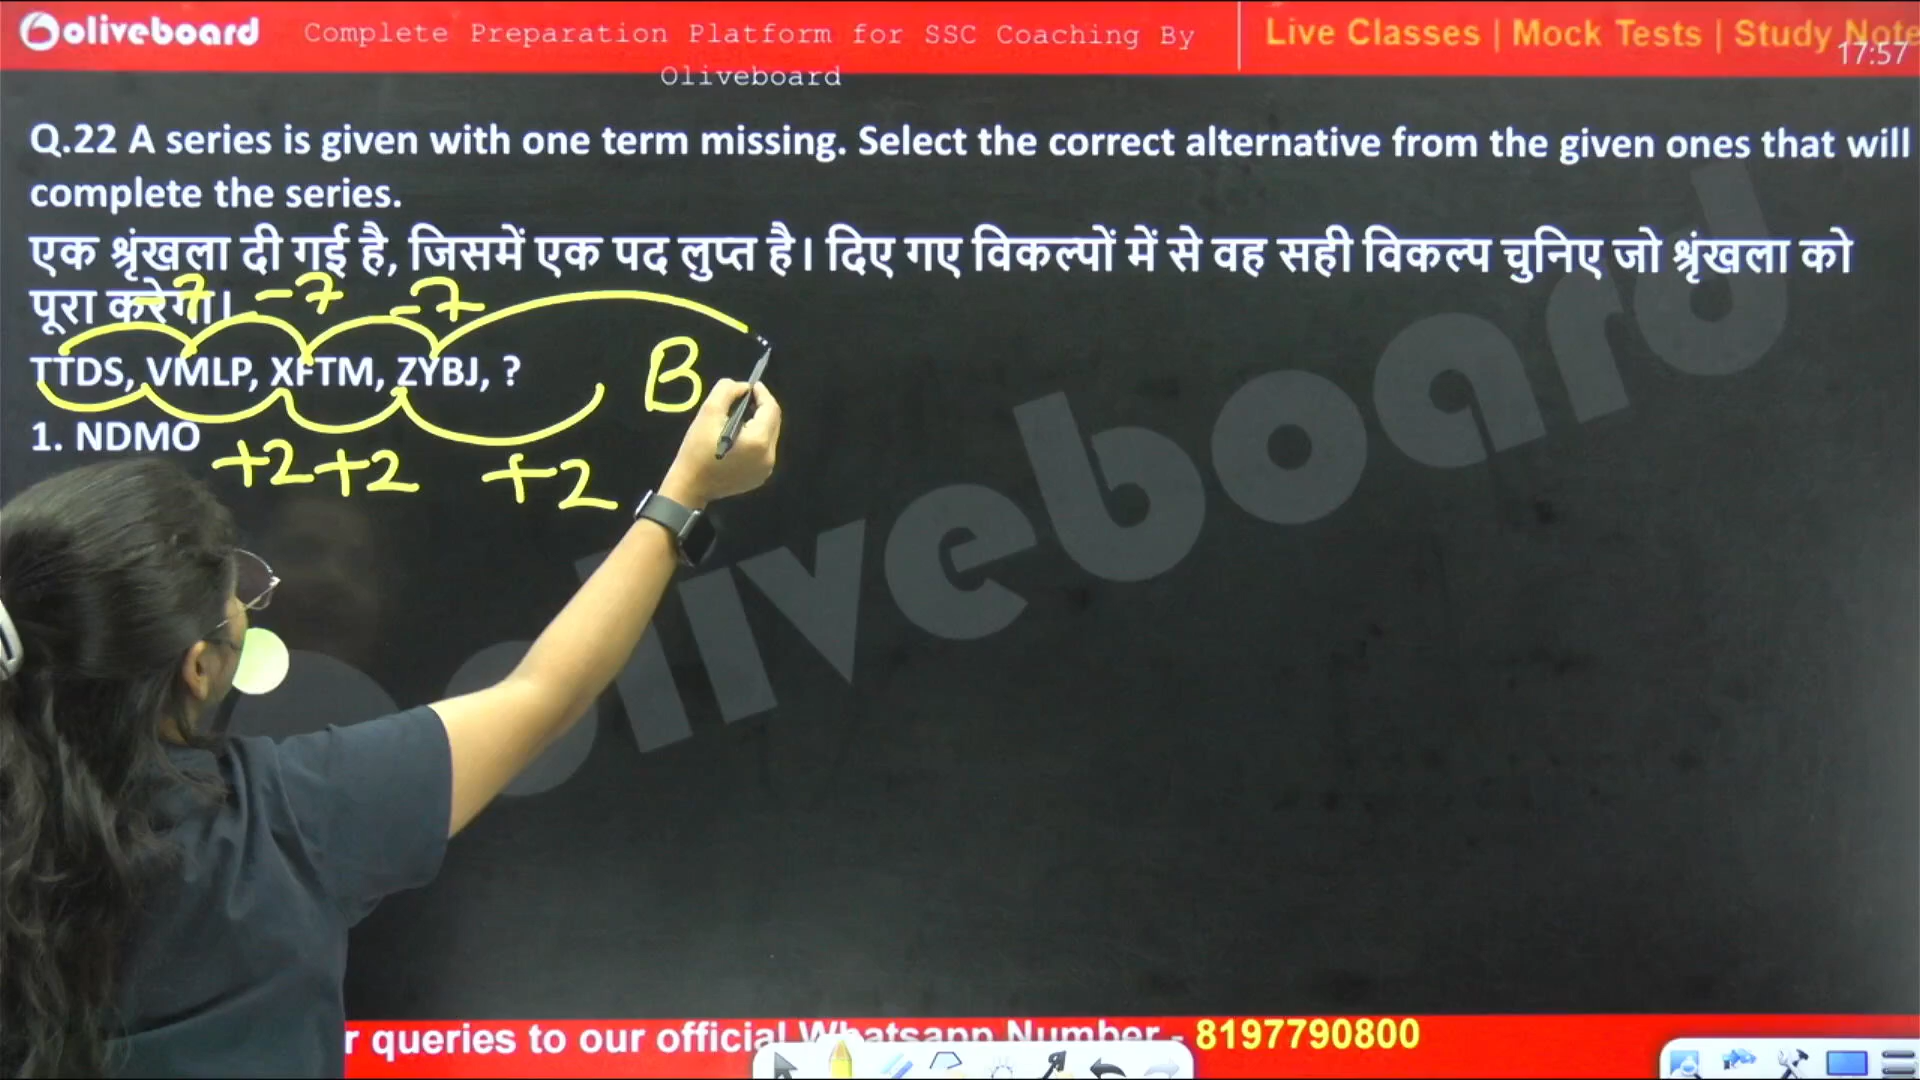 oliveboard
Complete Preparation Platform for SSC Coaching By
Oliveboard
Live Classes | Mock Tests | Study Note
17:57
Q.22 A series is given with one term missing. Select the correct alternative from the given ones that will
complete the series.
एक श्रृंखला दी गई है, जिसमें एक पद लुप्त है। दिए गए विकल्पों में से वह सही विकल्प चुनिए जो श्रृंखला को
पूरा करेगा।
-7 -7 -7
TTDS, VMLP, XFTM, ZYBJ, ?
B
1. NDMO
+2 +2 +2
oliveboard
r queries to our official Whatsapp Number - 8197790800